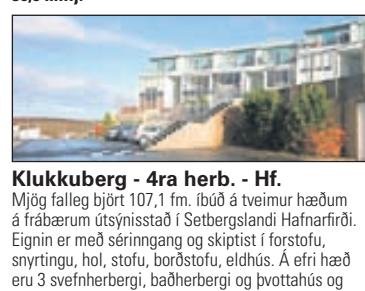 Klukkuberg - 4ra herb. - Hf.
Mjög falleg björt 107,1 fm. íbúð á tveimur hæðum
á frábærum útsýnisstað í Setbergslandi Hafnarfirði.
Eignin er með sérinngang og skiptist í forstofu,
snyrtingu, hol, stofu, borðstofu, eldhús. Á efri hæð
eru 3 svefnherbergi, baðherbergi og þvottahús og